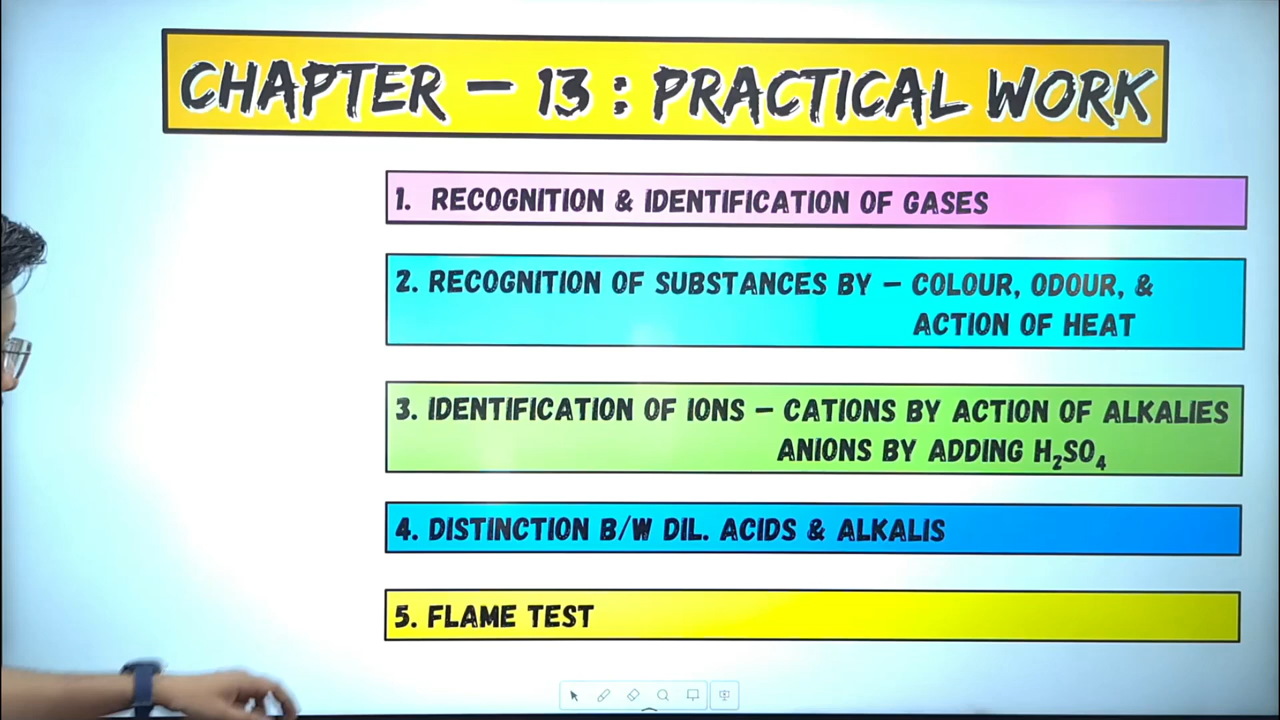 CHAPTER – 13 : PRACTICAL WORK
1. RECOGNITION & IDENTIFICATION OF GASES
2. RECOGNITION OF SUBSTANCES BY – COLOUR, ODOUR, &
ACTION OF HEAT
3. IDENTIFICATION OF IONS – CATIONS BY ACTION OF ALKALIES
ANIONS BY ADDING H₂SO₄
4. DISTINCTION B/W DIL. ACIDS & ALKALIS
5. FLAME TEST